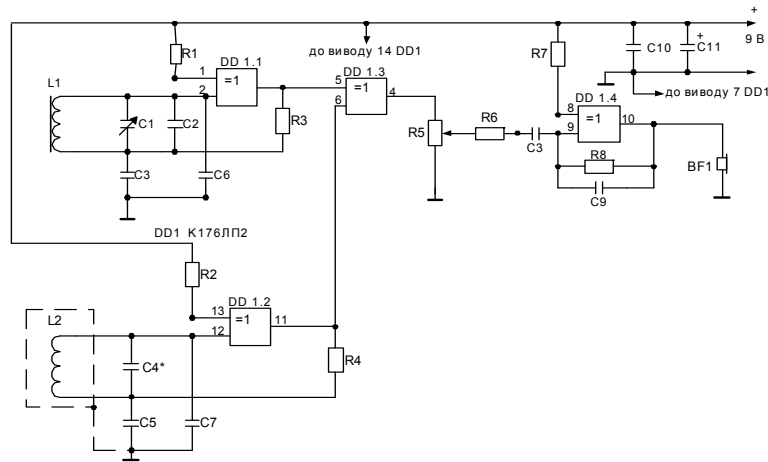 +
9 В
R1
до виводу 14 DD1
R7
C10
+
C11
до виводу 7 DD1
L1
1
DD 1.1
=1
2
C1
C2
R3
5
DD 1.3
=1
6
4
R5
R6
C3
8
DD 1.4
=1
9
10
R8
C9
BF1
C3
C6
DD1 К176ЛП2
R2
L2
13
DD 1.2
=1
12
11
R4
C4*
C5
C7